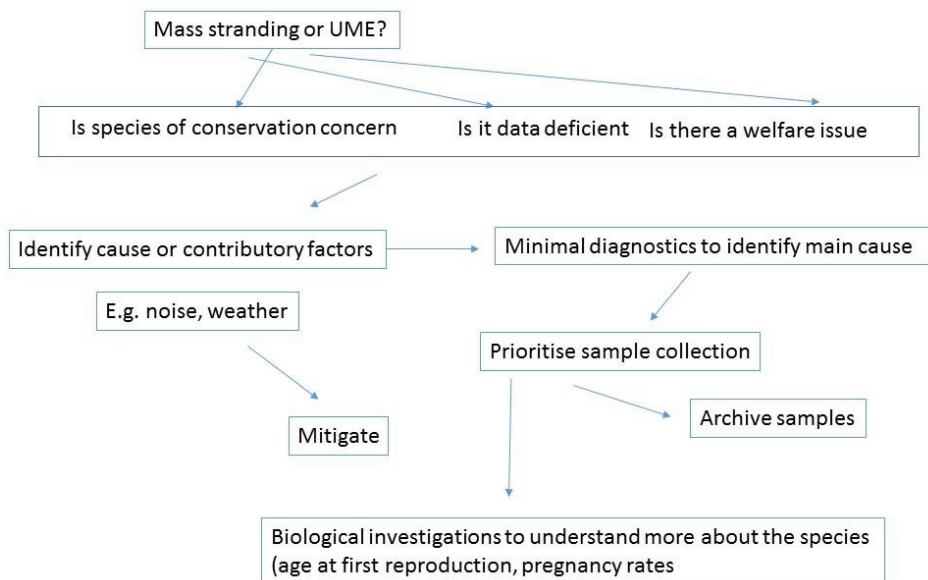 Mass stranding or UME?
Is species of conservation concern
Is it data deficient
Is there a welfare issue
Identify cause or contributory factors
Minimal diagnostics to identify main cause
E.g. noise, weather
Prioritise sample collection
Mitigate
Archive samples
Biological investigations to understand more about the species
(age at first reproduction, pregnancy rates